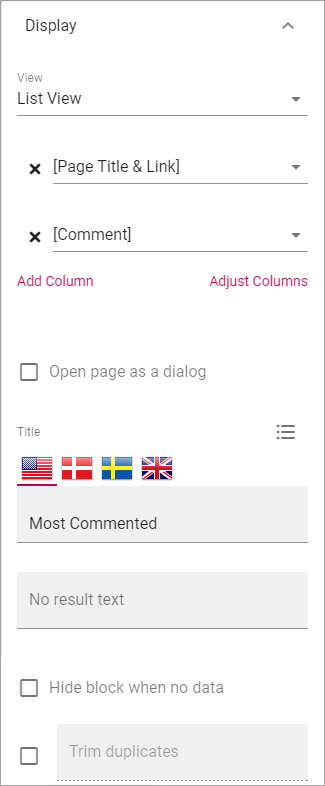 Display
View
List View
[Page Title & Link]
[Comment]
Add Column Adjust Columns
Open page as a dialog
Title
Most Commented
No result text
Hide block when no data
Trim duplicates